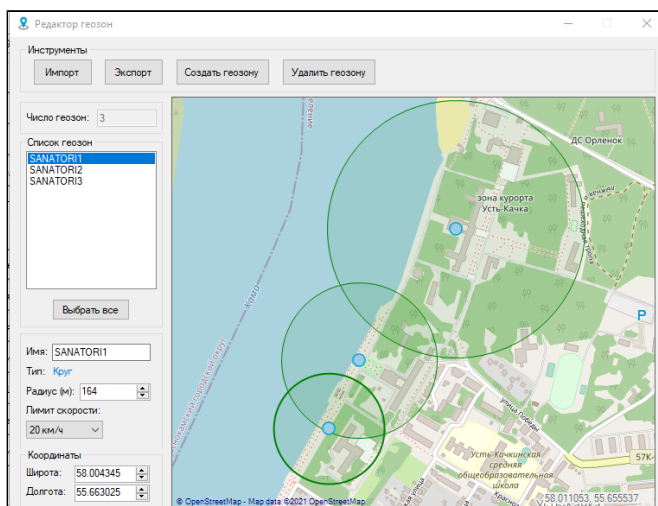 Редактор геозон
Инструменты
Импорт
Экспорт
Создать геозону
Удалить геозону
Число геозон: 3
Список геозон
SANATORI1
SANATORI2
SANATORI3
Выбрать все
Имя: SANATORI1
Тип: Круг
Радиус (м): 164
Лимит скорости:
20 км/ч
Координаты
Широта: 58.004345
Долгота: 55.663025
ДС Орленок
зона курорта
Усть-Качка
Кама
P
улица Победы
Усть-Качкинская
средняя
общеобразовательная
школа
57К-
58.011053, 55.655537
© OpenStreetMap - Map data ©2021 OpenStreetMap